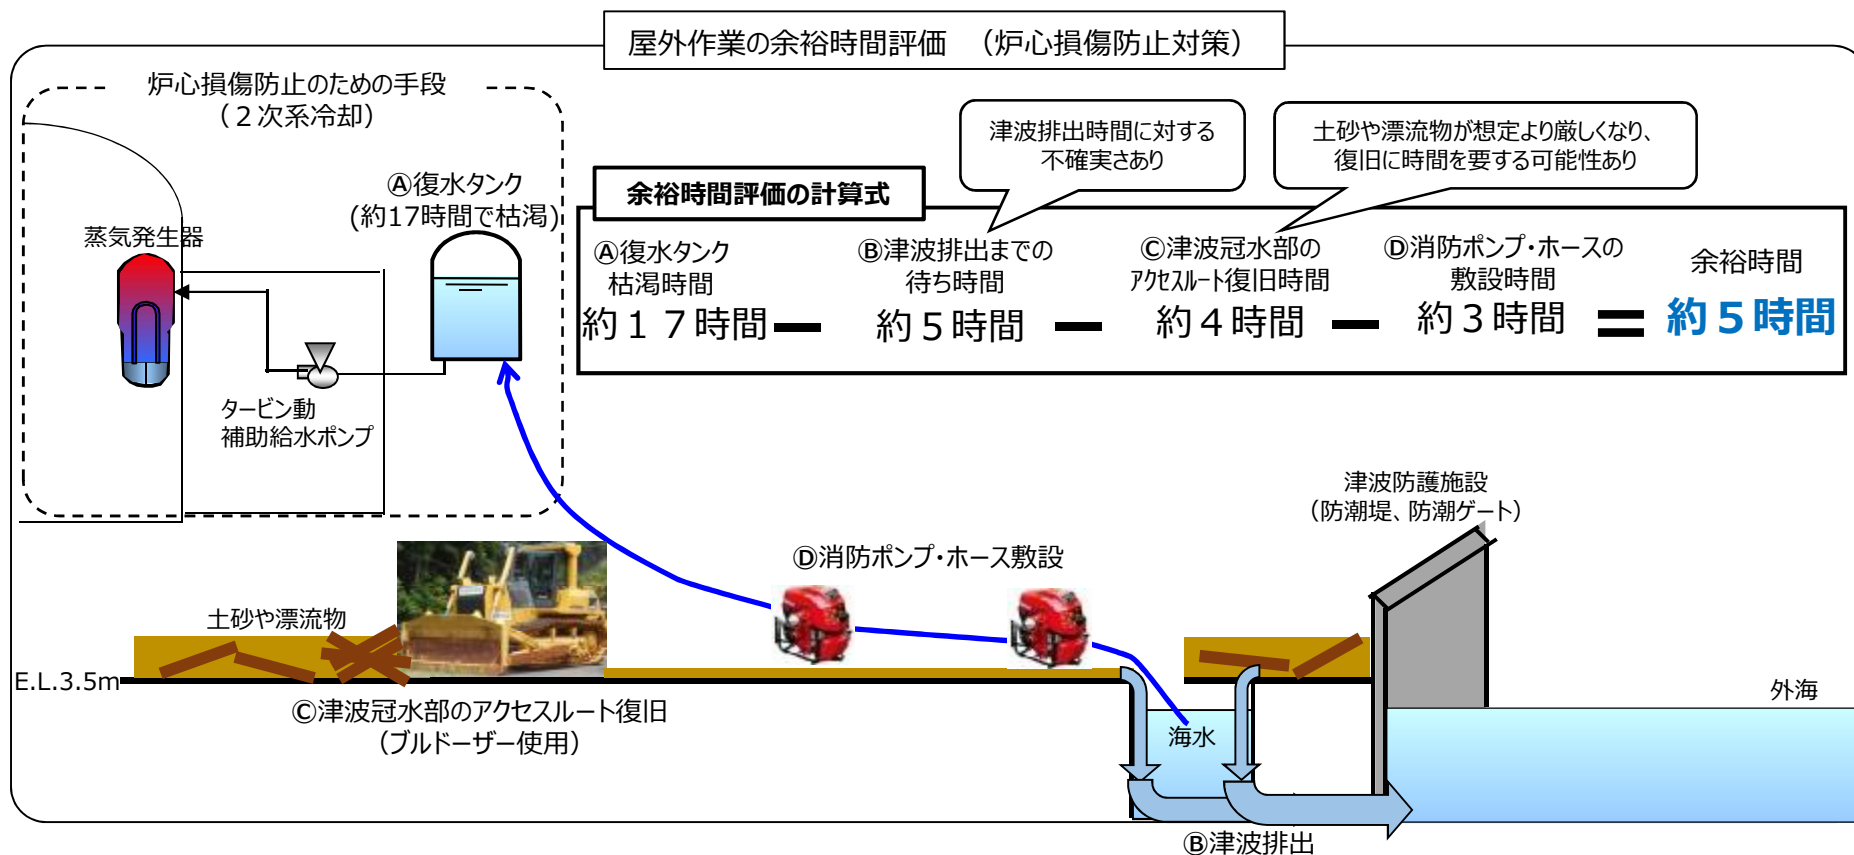 屋外作業の余裕時間評価　（炉心損傷防止対策）
炉心損傷防止のための手段
（２次系冷却）
津波排出時間に対する
不確実さあり
土砂や漂流物が想定より厳しくなり、
復旧に時間を要する可能性あり
Ⓐ復水タンク
(約17時間で枯渇)
蒸気発生器
タービン動
補助給水ポンプ
余裕時間評価の計算式
Ⓐ復水タンク
枯渇時間
約１７時間
ー
Ⓑ津波排出までの
待ち時間
約５時間
ー
Ⓒ津波冠水部の
アクセスルート復旧時間
約４時間
ー
Ⓓ消防ポンプ・ホースの
敷設時間
約３時間
＝
余裕時間
約５時間
津波防護施設
（防潮堤、防潮ゲート）
Ⓓ消防ポンプ・ホース敷設
土砂や漂流物
E.L.3.5m
Ⓒ津波冠水部のアクセスルート復旧
（ブルドーザー使用）
海水
外海
Ⓑ津波排出